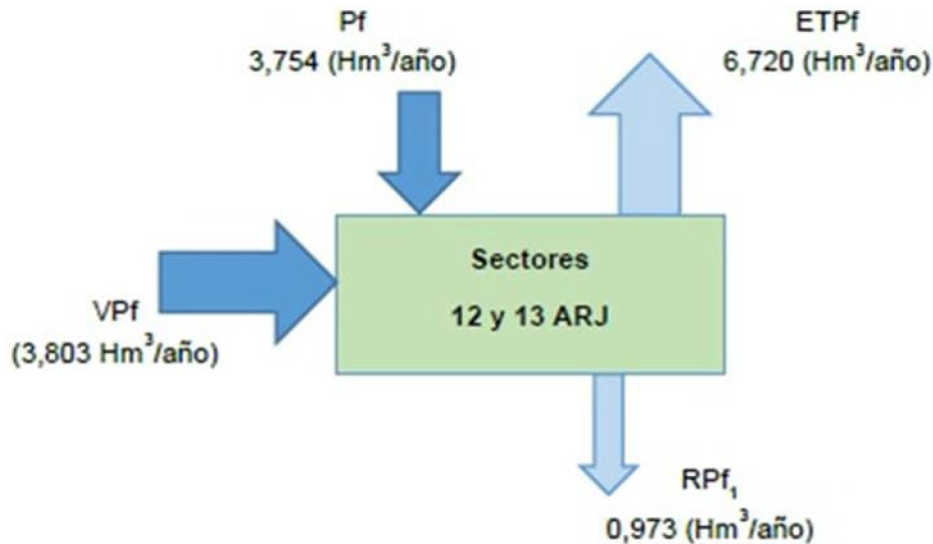 Pf
3,754 (Hm³/año)
ETPf
6,720 (Hm³/año)
Sectores
12 y 13 ARJ
VPf
(3,803 Hm³/año)
RPf₁
0,973 (Hm³/año)